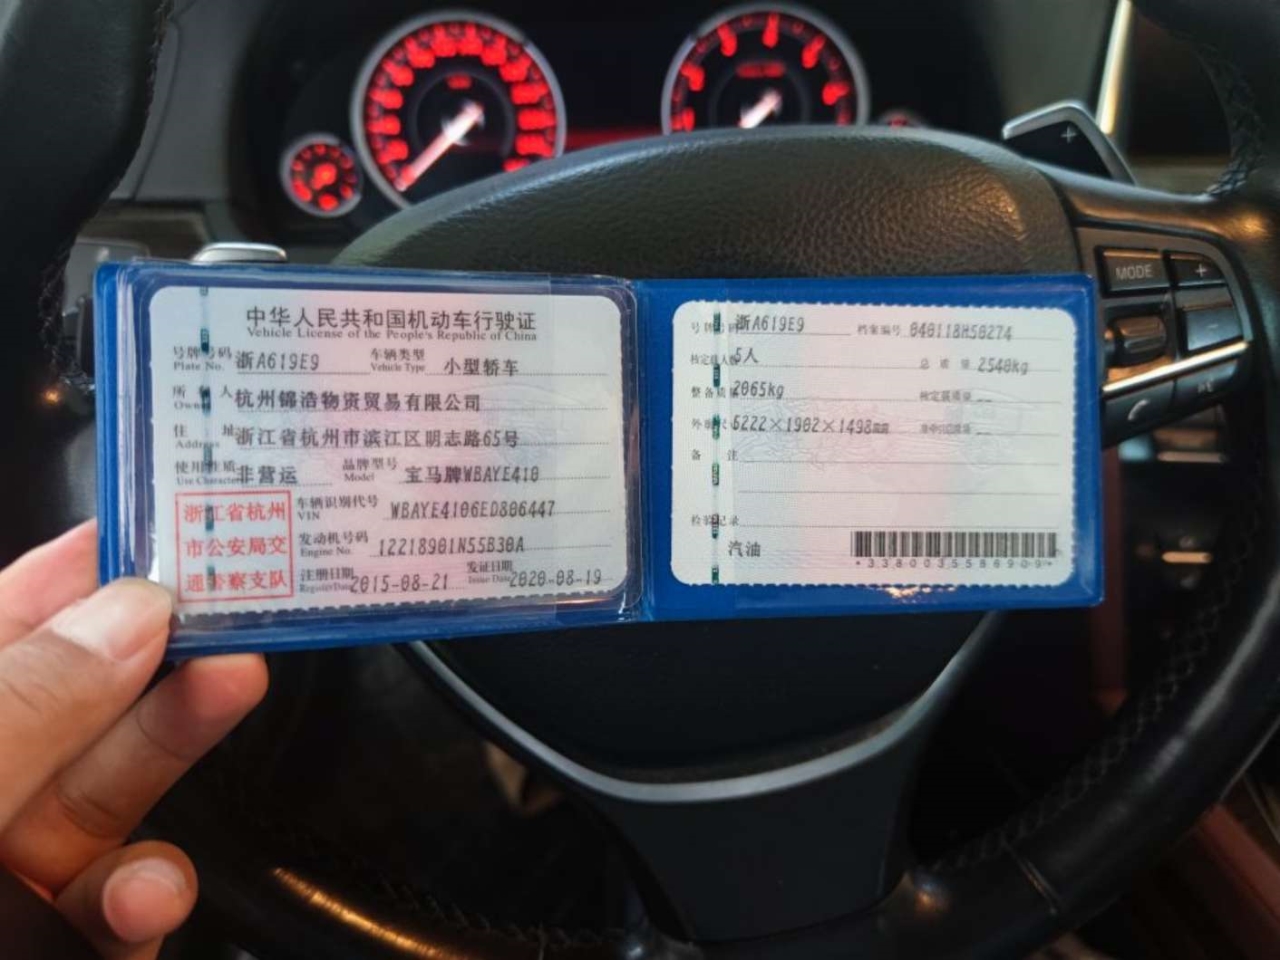 中华人民共和国机动车行驶证
Vehicle License of the People's Republic of China
号牌号码 浙A619E9 车辆类型 小型轿车
Plate No. Vehicle Type
所有人 杭州锦浩物资贸易有限公司
Owner
住址 浙江省杭州市滨江区明志路65号
Address
使用性质 非营运 品牌型号 宝马牌WBAYE410
Use Character Model
浙江省杭州
市公安局交
通警察支队
车辆识别代号 WBAYE4106ED806447
VIN
发动机号码 12218901N55B30A
Engine No.
注册日期 2015-08-21 发证日期 2020-08-19
Register Date Issue Date
号牌号码 浙A619E9 档案编号 040118M50274
核定载人数 5人 总质量 2540kg
整备质量 2065kg 核定载质量 --
外廓尺寸 5222×1902×1498mm --
备注
检验记录
汽油
*3380035586909*
MODE
+
+